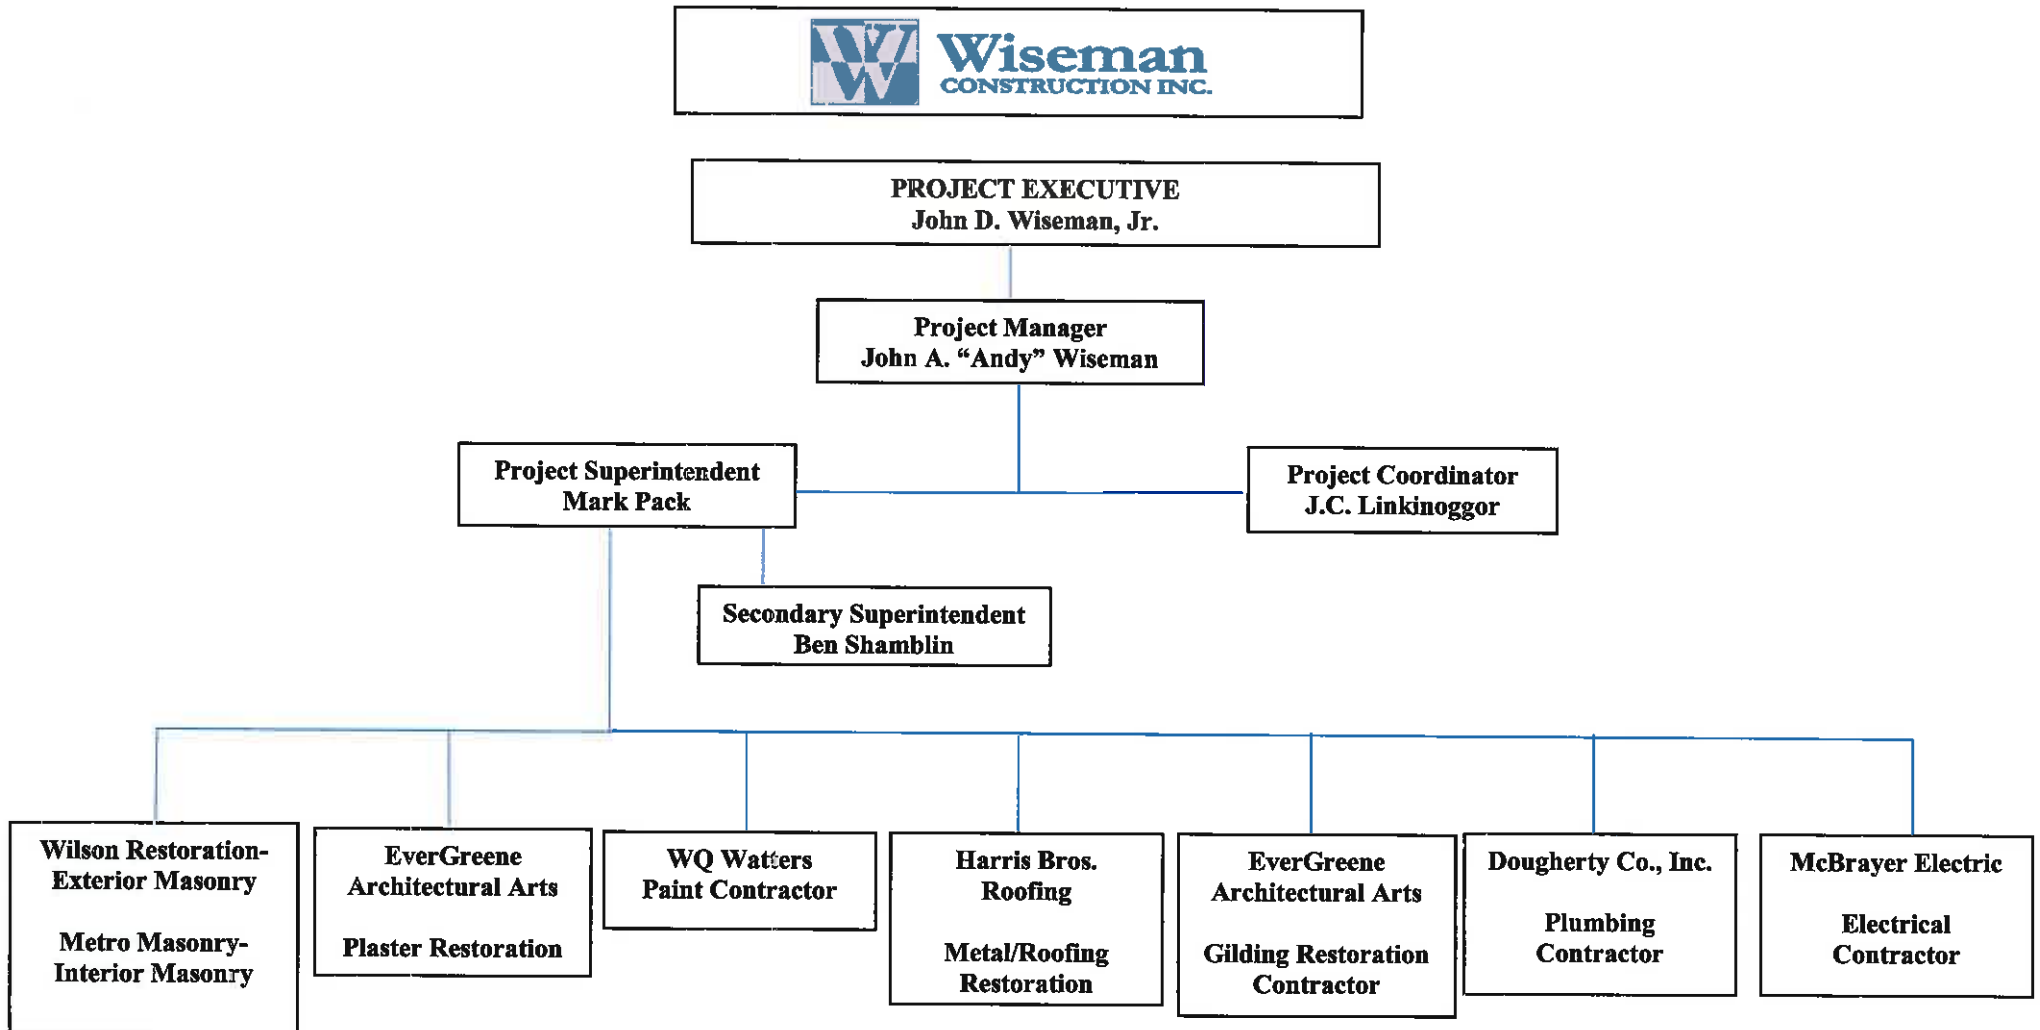 WW
Wiseman
CONSTRUCTION INC.
PROJECT EXECUTIVE
John D. Wiseman, Jr.
Project Manager
John A. “Andy” Wiseman
Project Superintendent
Mark Pack
Project Coordinator
J.C. Linkinoggor
Secondary Superintendent
Ben Shamblin
Wilson Restoration-
Exterior Masonry
Metro Masonry-
Interior Masonry
EverGreene
Architectural Arts
Plaster Restoration
WQ Watters
Paint Contractor
Harris Bros.
Roofing
Metal/Roofing
Restoration
EverGreene
Architectural Arts
Gilding Restoration
Contractor
Dougherty Co., Inc.
Plumbing
Contractor
McBrayer Electric
Electrical
Contractor